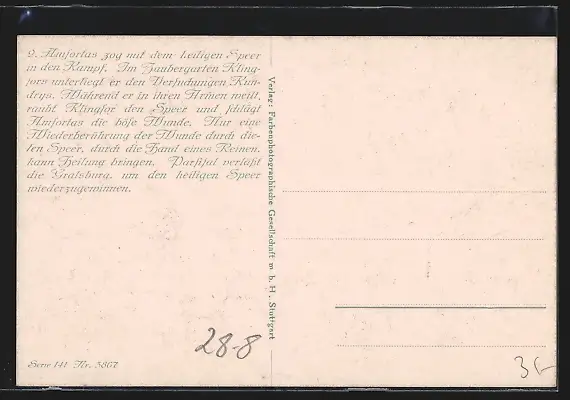 9. Amfortas zog mit dem heiligen Speer
in den Kampf. Im Zaubergarten Kling-
sors unterliegt er den Versuchungen Kun-
drys. Während er in ihren Armen weilt,
raubt Klingsor den Speer und schlägt
Amfortas die böse Wunde. Nur eine
Wiederberührung der Wunde durch die-
sen Speer, durch die Hand eines Reinen,
kann Heilung bringen. Parsifal verläßt
die Gralsburg, um den heiligen Speer
wiederzugewinnen.
Serie 141 Nr. 3867
Verlag: Farbenphotographische Gesellschaft m. b. H., Stuttgart
28-8